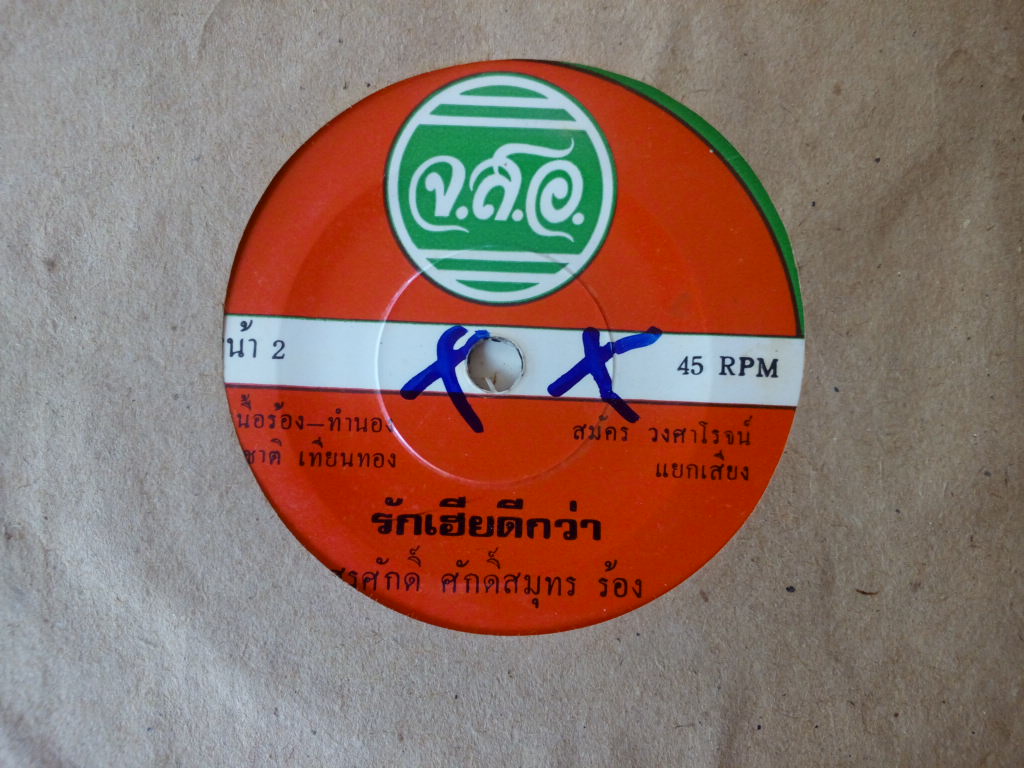 จ.ส.อ.
น้า 2
45 RPM
นื้อร้อง—ทำนอง
สมัคร วงศาโรจน์
ชาติ เทียนทอง
แยกเสียง
รักเฮียดีกว่า
สรศักดิ์ ศักดิ์สมุทร ร้อง